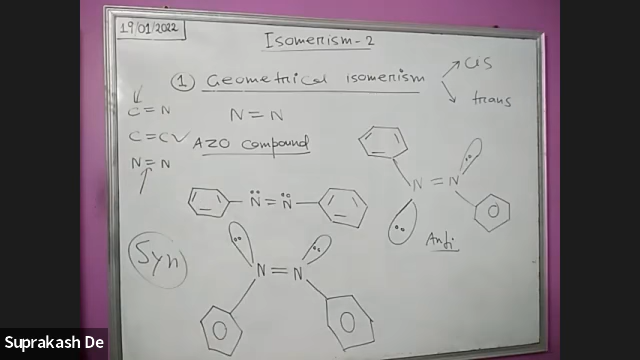 19/01/2022
Isomerism-2
① Geometrical isomerism
cis
trans
C=N
C=C
N=N
N=N
Azo compound
N=N
N=N
Anti
Syn
N=N
Suprakash De